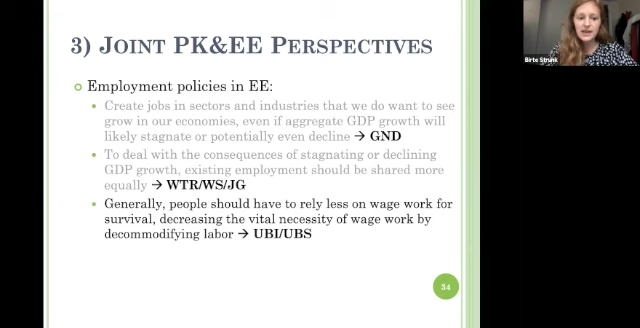 3) JOINT PK&EE PERSPECTIVES
Birte Strunk
Employment policies in EE:
Create jobs in sectors and industries that we do want to see
grow in our economies, even if aggregate GDP growth will
likely stagnate or potentially even decline → GND
To deal with the consequences of stagnating or declining
GDP growth, existing employment should be shared more
equally → WTR/WS/JG
Generally, people should have to rely less on wage work for
survival, decreasing the vital necessity of wage work by
decommodifying labor → UBI/UBS
34